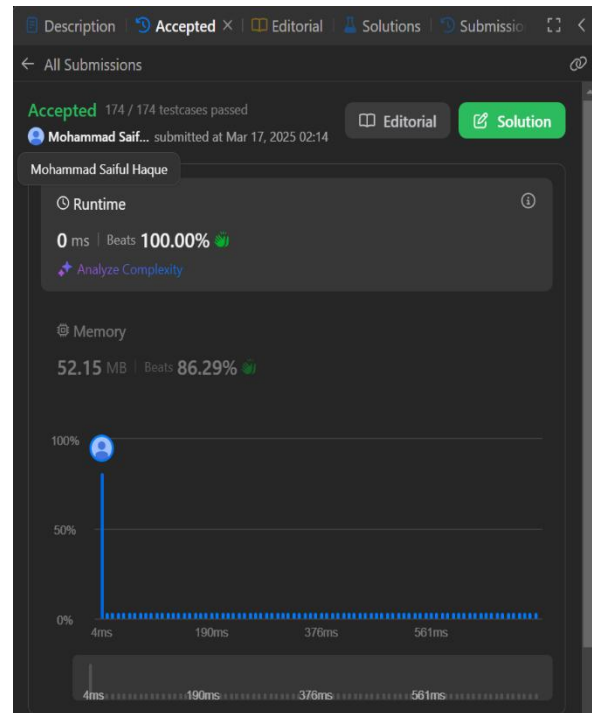 Description Accepted × Editorial Solutions Submissio
← All Submissions
Accepted 174 / 174 testcases passed
Editorial Solution
Mohammad Saif... submitted at Mar 17, 2025 02:14
Mohammad Saiful Haque
Runtime
0 ms | Beats 100.00%
Analyze Complexity
Memory
52.15 MB | Beats 86.29%
100%
50%
0%
4ms 190ms 376ms 561ms
4ms 190ms 376ms 561ms